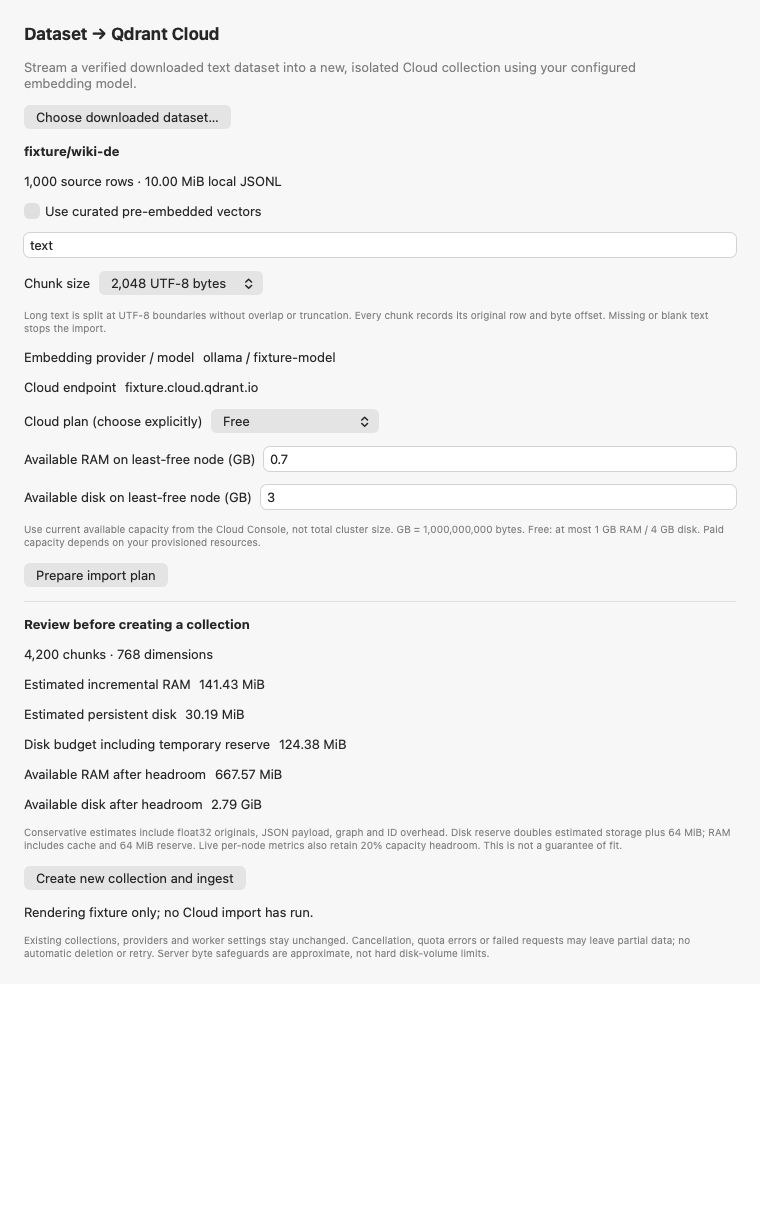 Dataset → Qdrant Cloud
Stream a verified downloaded text dataset into a new, isolated Cloud collection using your configured
embedding model.
Choose downloaded dataset...
fixture/wiki-de
1,000 source rows · 10.00 MiB local JSONL
Use curated pre-embedded vectors
text
Chunk size 2,048 UTF-8 bytes
Long text is split at UTF-8 boundaries without overlap or truncation. Every chunk records its original row and byte offset. Missing or blank text
stops the import.
Embedding provider / model ollama / fixture-model
Cloud endpoint fixture.cloud.qdrant.io
Cloud plan (choose explicitly) Free
Available RAM on least-free node (GB) 0.7
Available disk on least-free node (GB) 3
Use current available capacity from the Cloud Console, not total cluster size. GB = 1,000,000,000 bytes. Free: at most 1 GB RAM / 4 GB disk. Paid
capacity depends on your provisioned resources.
Prepare import plan
Review before creating a collection
4,200 chunks · 768 dimensions
Estimated incremental RAM 141.43 MiB
Estimated persistent disk 30.19 MiB
Disk budget including temporary reserve 124.38 MiB
Available RAM after headroom 667.57 MiB
Available disk after headroom 2.79 GiB
Conservative estimates include float32 originals, JSON payload, graph and ID overhead. Disk reserve doubles estimated storage plus 64 MiB; RAM
includes cache and 64 MiB reserve. Live per-node metrics also retain 20% capacity headroom. This is not a guarantee of fit.
Create new collection and ingest
Rendering fixture only; no Cloud import has run.
Existing collections, providers and worker settings stay unchanged. Cancellation, quota errors or failed requests may leave partial data; no
automatic deletion or retry. Server byte safeguards are approximate, not hard disk-volume limits.